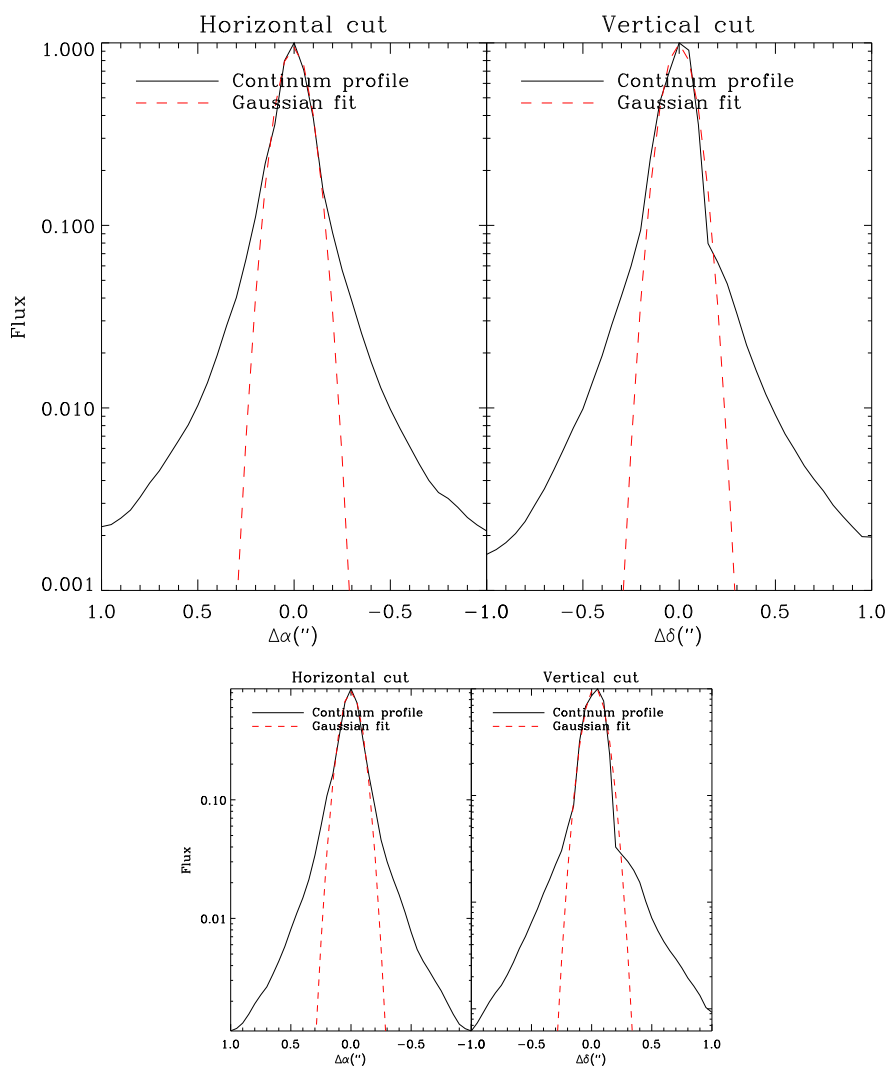 Horizontal cut Vertical cut
1.000
Continum profile Continum profile
Gaussian fit Gaussian fit
0.100
Flux
0.010
0.001
1.0 0.5 0.0 −0.5 −1.0 −0.5 0.0 0.5 1.0
Δα(") Δδ(")
Horizontal cut Vertical cut
Continum profile Continum profile
Gaussian fit Gaussian fit
0.10
Flux
0.01
1.0 0.5 0.0 −0.5 −1.0 −0.5 0.0 0.5 1.0
Δα(") Δδ(")